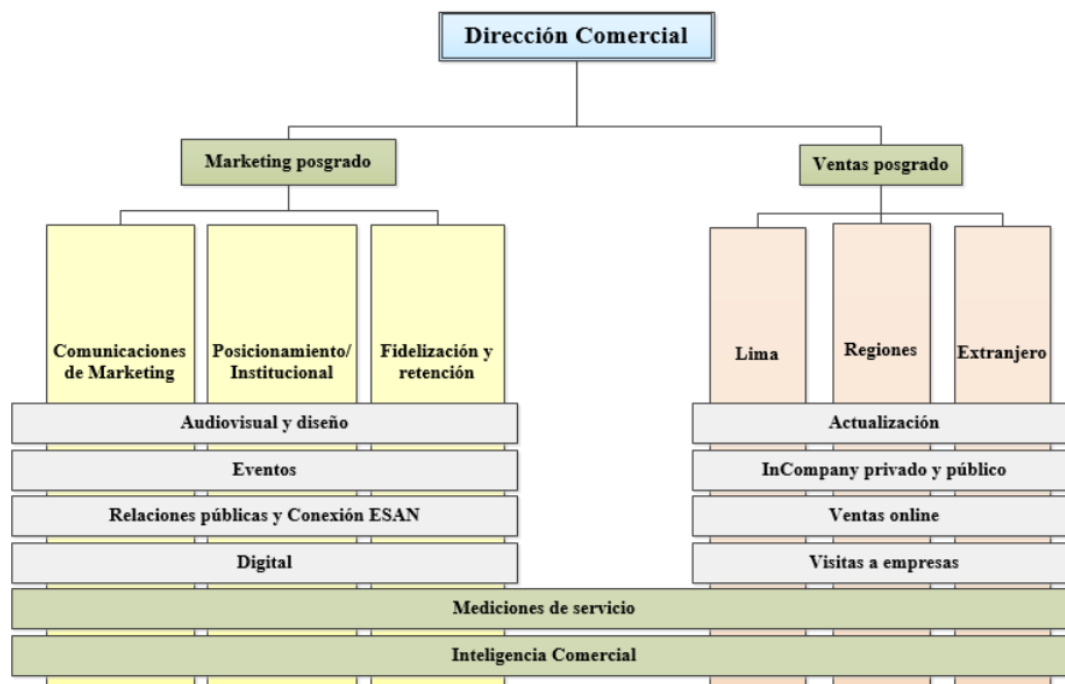 Dirección Comercial
Marketing posgrado
Ventas posgrado
Comunicaciones
de Marketing
Posicionamiento/
Institucional
Fidelización y
retención
Lima
Regiones
Extranjero
Audiovisual y diseño
Actualización
Eventos
InCompany privado y público
Relaciones públicas y Conexión ESAN
Ventas online
Digital
Visitas a empresas
Mediciones de servicio
Inteligencia Comercial